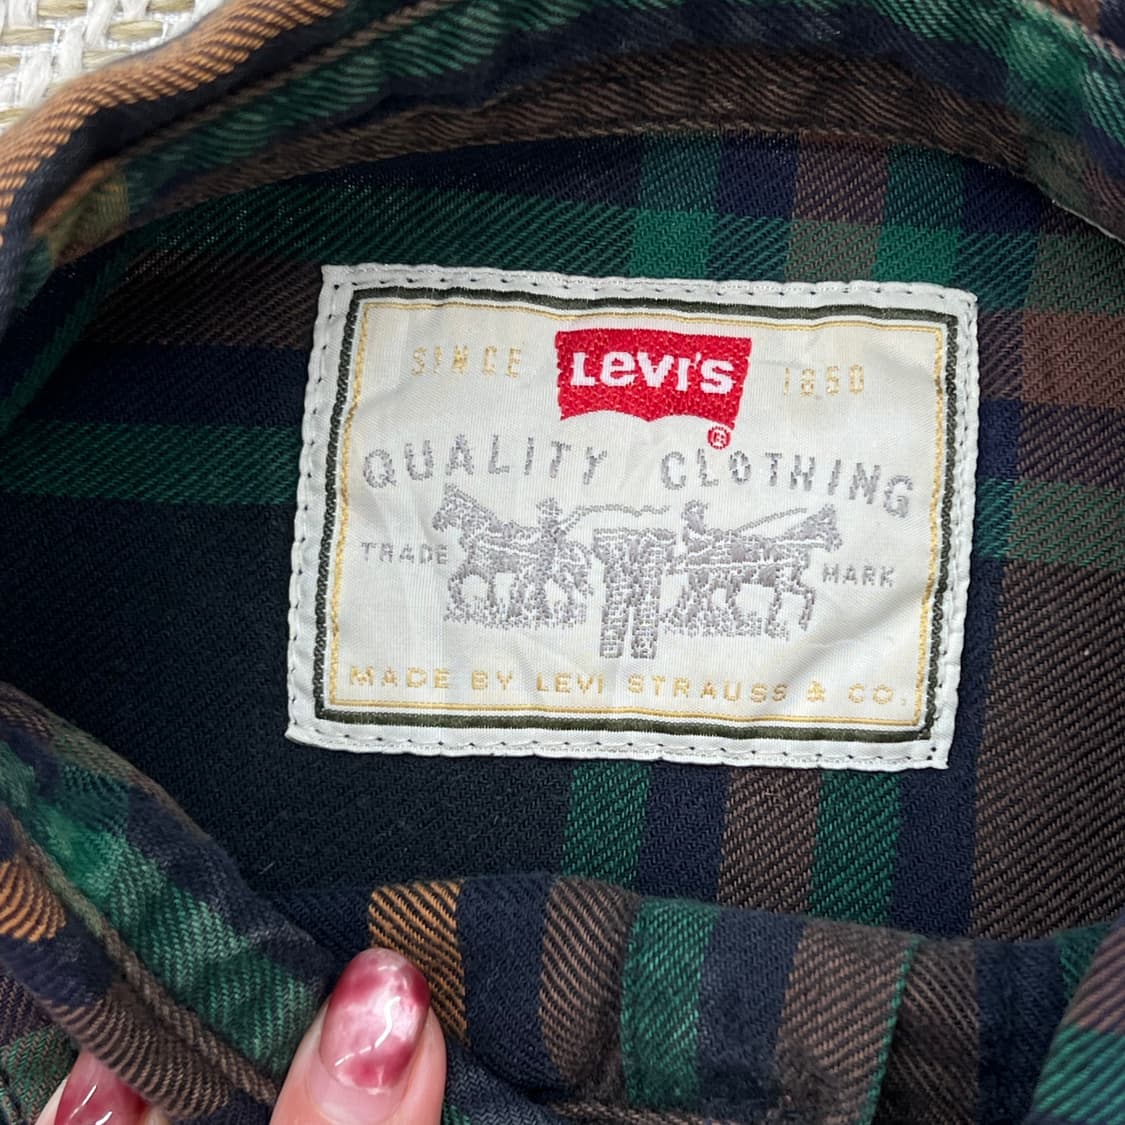 SINCE LEVI'S ® 1850
QUALITY CLOTHING
TRADE MARK
MADE BY LEVI STRAUSS & CO.